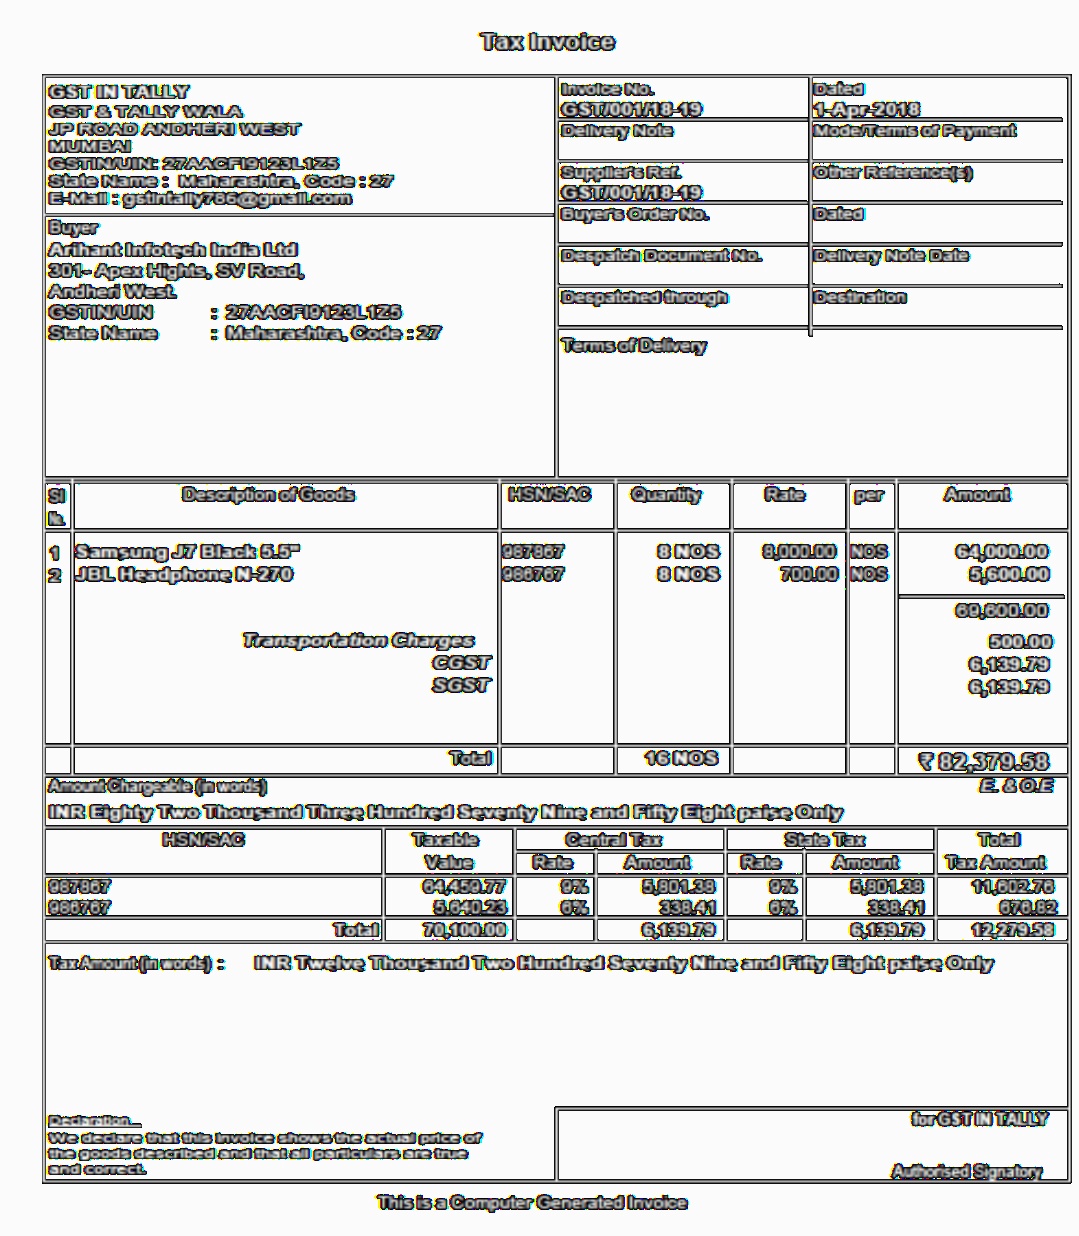 Tax Invoice
GST IN TALLY
GST & TALLY WALA
JP ROAD ANDHERI WEST
MUMBAI
GSTIN/UIN: 27AACFI9123L1Z5
State Name : Maharashtra, Code : 27
E-Mail : gstintally786@gmail.com
Invoice No.
GST/001/18-19
Dated
1-Apr-2018
Delivery Note
Mode/Terms of Payment
Supplier's Ref.
GST/001/18-19
Other Reference(s)
Buyer
Arihant Infotech India Ltd
301- Apex Hights, SV Road,
Andheri West
GSTIN/UIN : 27AACFI9123L1Z5
State Name : Maharashtra, Code : 27
Buyer's Order No.
Dated
Despatch Document No.
Delivery Note Date
Despatched through
Destination
Terms of Delivery
Sl Description of Goods HSN/SAC Quantity Rate per Amount
1 Samsung J7 Black 5.5" 987867 8 NOS 8,000.00 NOS 64,000.00
2 JBL Headphone N-270 986767 8 NOS 700.00 NOS 5,600.00
69,600.00
Transportation Charges 500.00
CGST 6,139.79
SGST 6,139.79
Total 16 NOS ₹ 82,379.58
Amount Chargeable (in words) E. & O.E
INR Eighty Two Thousand Three Hundred Seventy Nine and Fifty Eight paise Only
HSN/SAC Taxable Central Tax State Tax Total
Value Rate Amount Rate Amount Tax Amount
987867 64,459.77 9% 5,801.38 9% 5,801.38 11,602.76
986767 5,640.23 6% 338.41 6% 338.41 676.82
Total 70,100.00 6,139.79 6,139.79 12,279.58
Tax Amount (in words) : INR Twelve Thousand Two Hundred Seventy Nine and Fifty Eight paise Only
Declaration
We declare that this invoice shows the actual price of
the goods described and that all particulars are true
and correct.
for GST IN TALLY
Authorised Signatory
This is a Computer Generated Invoice